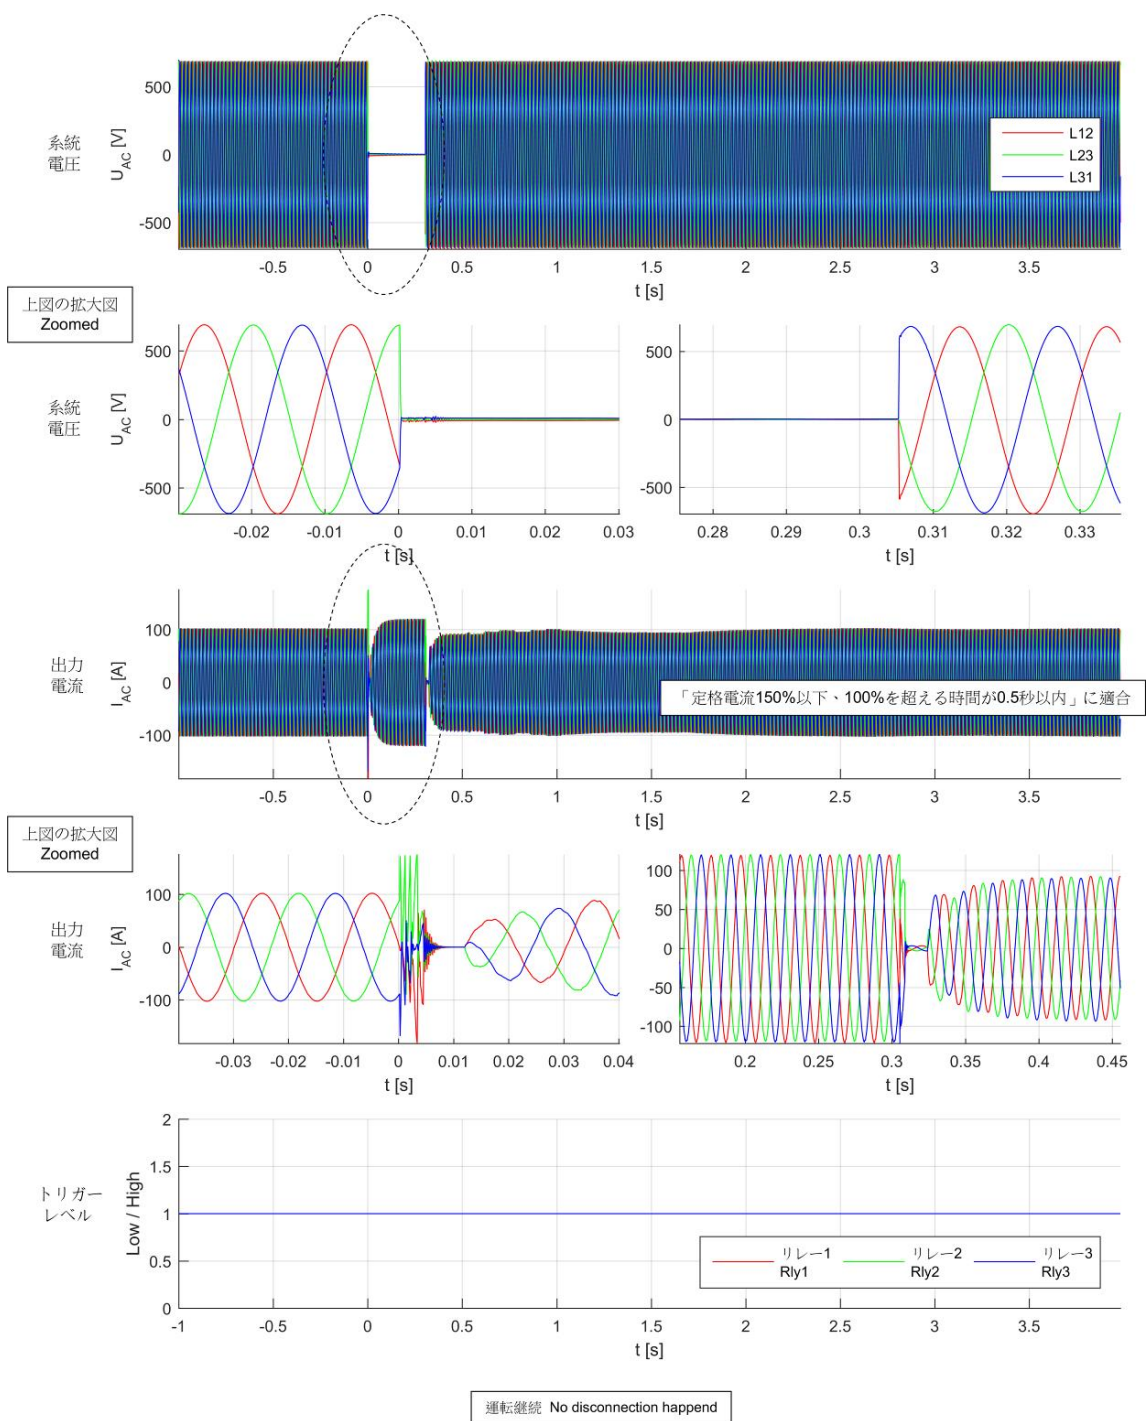 500
0
-500
系統
電圧
U_AC [V]
L12
L23
L31
-0.5 0 0.5 1 1.5 2 2.5 3 3.5
t [s]
上図の拡大図
Zoomed
500
0
-500
系統
電圧
U_AC [V]
-0.02 -0.01 0 0.01 0.02 0.03
t [s]
500
0
-500
0.28 0.29 0.3 0.31 0.32 0.33
t [s]
100
0
-100
出力
電流
I_AC [A]
「定格電流150%以下、100%を超える時間が0.5秒以内」に適合
-0.5 0 0.5 1 1.5 2 2.5 3 3.5
t [s]
上図の拡大図
Zoomed
100
0
-100
出力
電流
I_AC [A]
-0.03 -0.02 -0.01 0 0.01 0.02 0.03 0.04
t [s]
100
50
0
-50
-100
0.2 0.25 0.3 0.35 0.4 0.45
t [s]
2
1.5
1
0.5
0
トリガー
レベル
Low / High
リレー1 リレー2 リレー3
Rly1 Rly2 Rly3
-1 -0.5 0 0.5 1 1.5 2 2.5 3 3.5
t [s]
運転継続 No disconnection happend